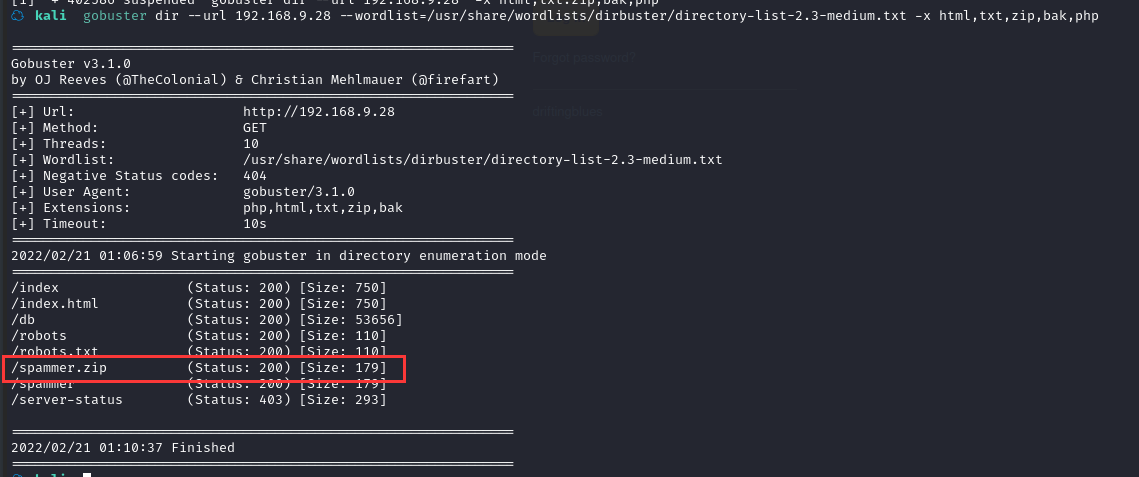 [1] + 402580 suspended gobuster dir --url 192.168.9.28 -x html,txt.zip,bak,php
kali gobuster dir --url 192.168.9.28 --wordlist=/usr/share/wordlists/dirbuster/directory-list-2.3-medium.txt -x html,txt,zip,bak,php
Forgot password?
Gobuster v3.1.0
by OJ Reeves (@TheColonial) & Christian Mehlmauer (@firefart)
[+] Url: http://192.168.9.28
[+] Method: GET
[+] Threads: 10
[+] Wordlist: /usr/share/wordlists/dirbuster/directory-list-2.3-medium.txt
[+] Negative Status codes: 404
[+] User Agent: gobuster/3.1.0
[+] Extensions: php,html,txt,zip,bak
[+] Timeout: 10s
2022/02/21 01:06:59 Starting gobuster in directory enumeration mode
/index (Status: 200) [Size: 750]
/index.html (Status: 200) [Size: 750]
/db (Status: 200) [Size: 53656]
/robots (Status: 200) [Size: 110]
/robots.txt (Status: 200) [Size: 110]
/spammer.zip (Status: 200) [Size: 179]
/spammer (Status: 200) [Size: 179]
/server-status (Status: 403) [Size: 293]
2022/02/21 01:10:37 Finished
kali